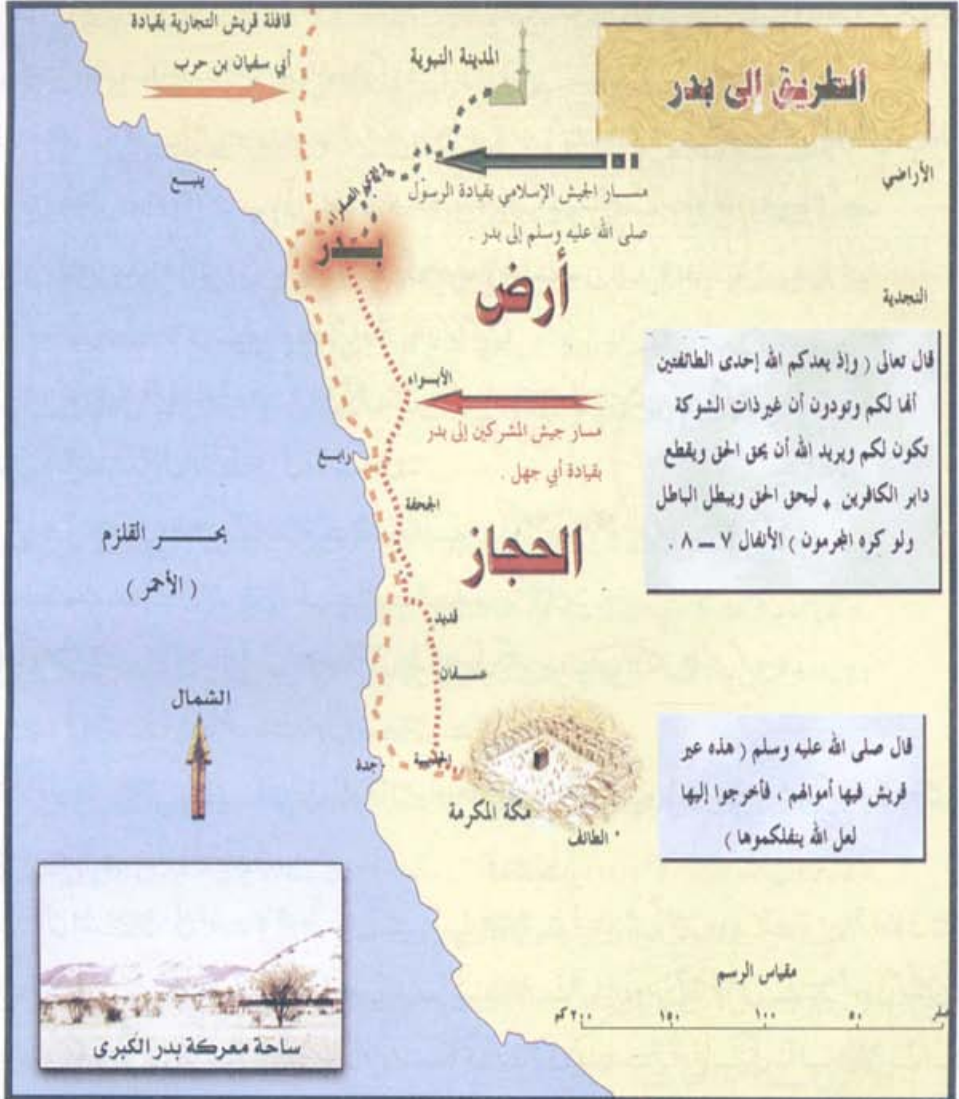 الطريق إلى بدر
قافلة قريش التجارية بقيادة
أبي سفيان بن حرب
المدينة النبوية
الأراضي
النجدية
مسار الجيش الإسلامي بقيادة الرسول
صلى الله عليه وسلم إلى بدر .
وادي الصفراء
ينبع
بدر
أرض
الحجاز
قال تعالى ( وإذ يعدكم الله إحدى الطائفتين
أنها لكم وتودون أن غير ذات الشوكة
تكون لكم ويريد الله أن يحق الحق ويقطع
دابر الكافرين * ليحق الحق ويبطل الباطل
ولو كره المجرمون ) الأنفال ٧ ــ ٨ .
الأبواء
مسار جيش المشركين إلى بدر
بقيادة أبي جهل .
رابغ
الجحفة
بحر القلزم
( الأحمر )
قديد
عسفان
الشمال
الحديبية
جدة
مكة المكرمة
الطائف
قال صلى الله عليه وسلم ( هذه عير
قريش فيها أموالهم ، فأخرجوا إليها
لعل الله ينفلكموها )
مقياس الرسم
صفر ٥٠ ١٠٠ ١٥٠ ٢٠٠ كم
ساحة معركة بدر الكبرى